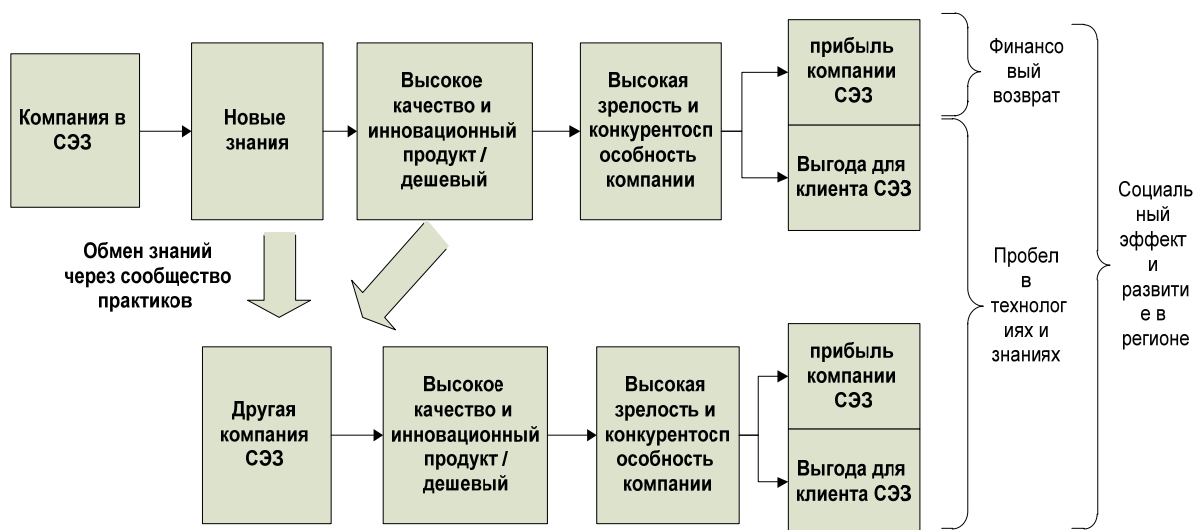 Компания в
СЭЗ
Новые
знания
Высокое
качество и
инновационный
продукт /
дешевый
Высокая
зрелость и
конкурентосп
особность
компании
прибыль
компании
СЭЗ
Выгода для
клиента СЭЗ
Финансо
вый
возврат
Обмен знаний
через сообщество
практиков
Другая
компания
СЭЗ
Высокое
качество и
инновационный
продукт /
дешевый
Высокая
зрелость и
конкурентосп
особность
компании
прибыль
компании
СЭЗ
Выгода для
клиента СЭЗ
Пробел
в
технолог
иях и
знаниях
Социаль
ный
эффект
и
развити
е в
регионе